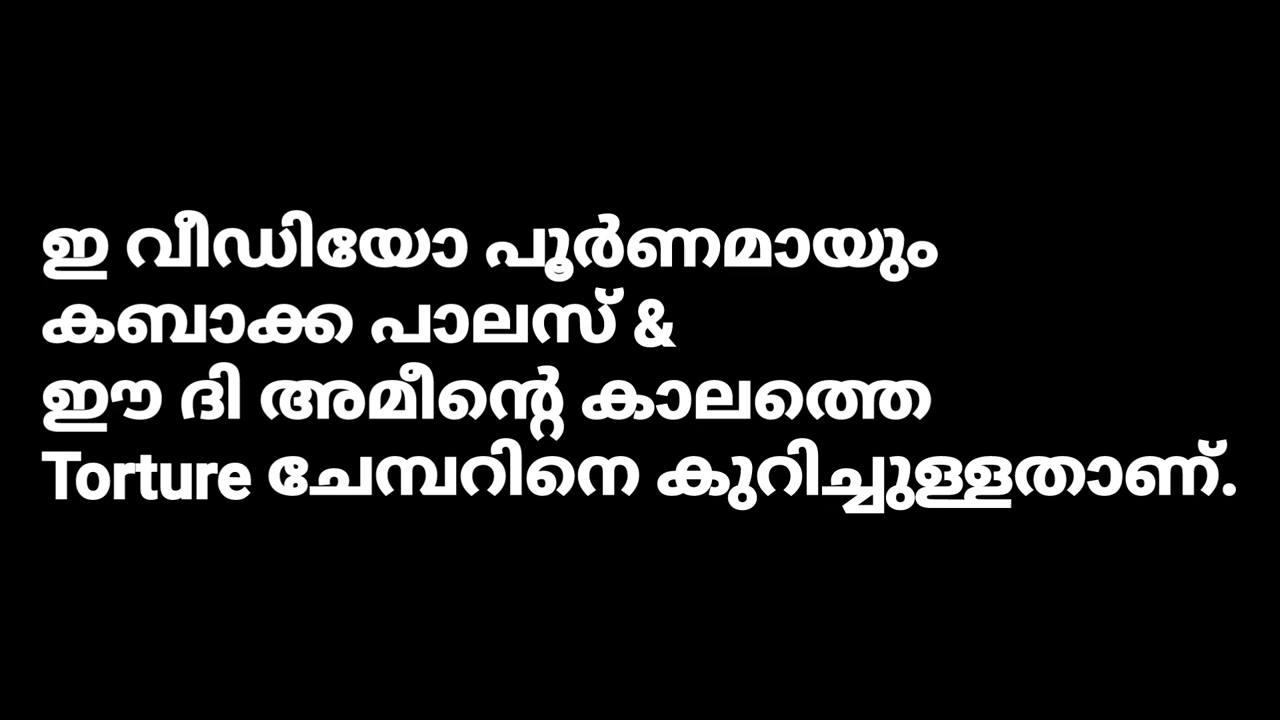 ഇ വീഡിയോ പൂർണമായും
കബാക്ക പാലസ് &
ഈ ദി അമീന്റെ കാലത്തെ
Torture ചേമ്പറിനെ കുറിച്ചുള്ളതാണ്.